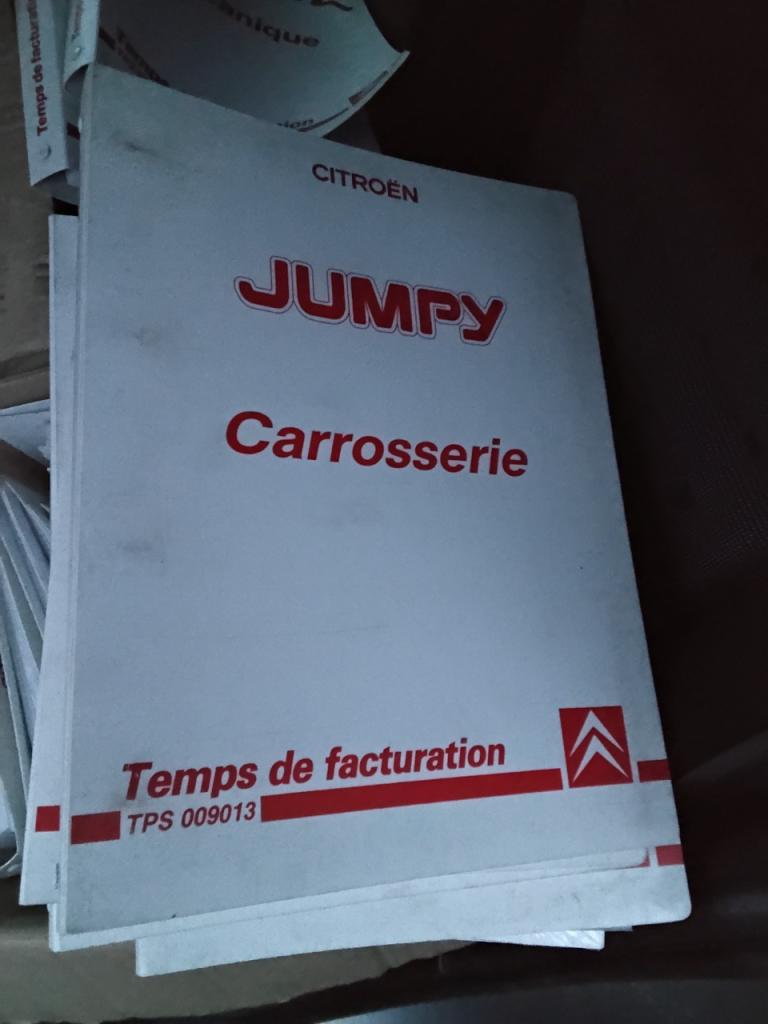 Temps de facturation
CITROËN
JUMPY
Carrosserie
Temps de facturation
TPS 009013